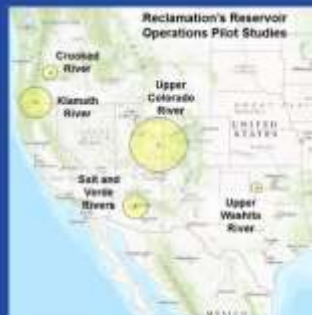 Reclamation's Reservoir
Operations Pilot Studies
Crooked
River
Klamath
River
Upper
Colorado
River
UNITED
STATES
Salt and
Verde
Rivers
Upper
Washita
River
MEXICO